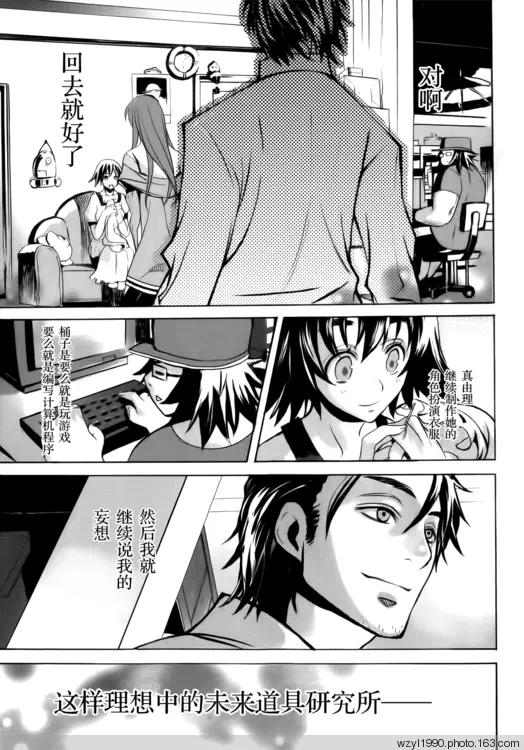 对啊
回去就好了
真由理
继续制作她的
角色扮演衣服
桶子是要么就是玩游戏
要么就是编写计算机程序
然后我就
继续说我的
妄想
这样理想中的未来道具研究所——
wzyl1990.photo.163.com